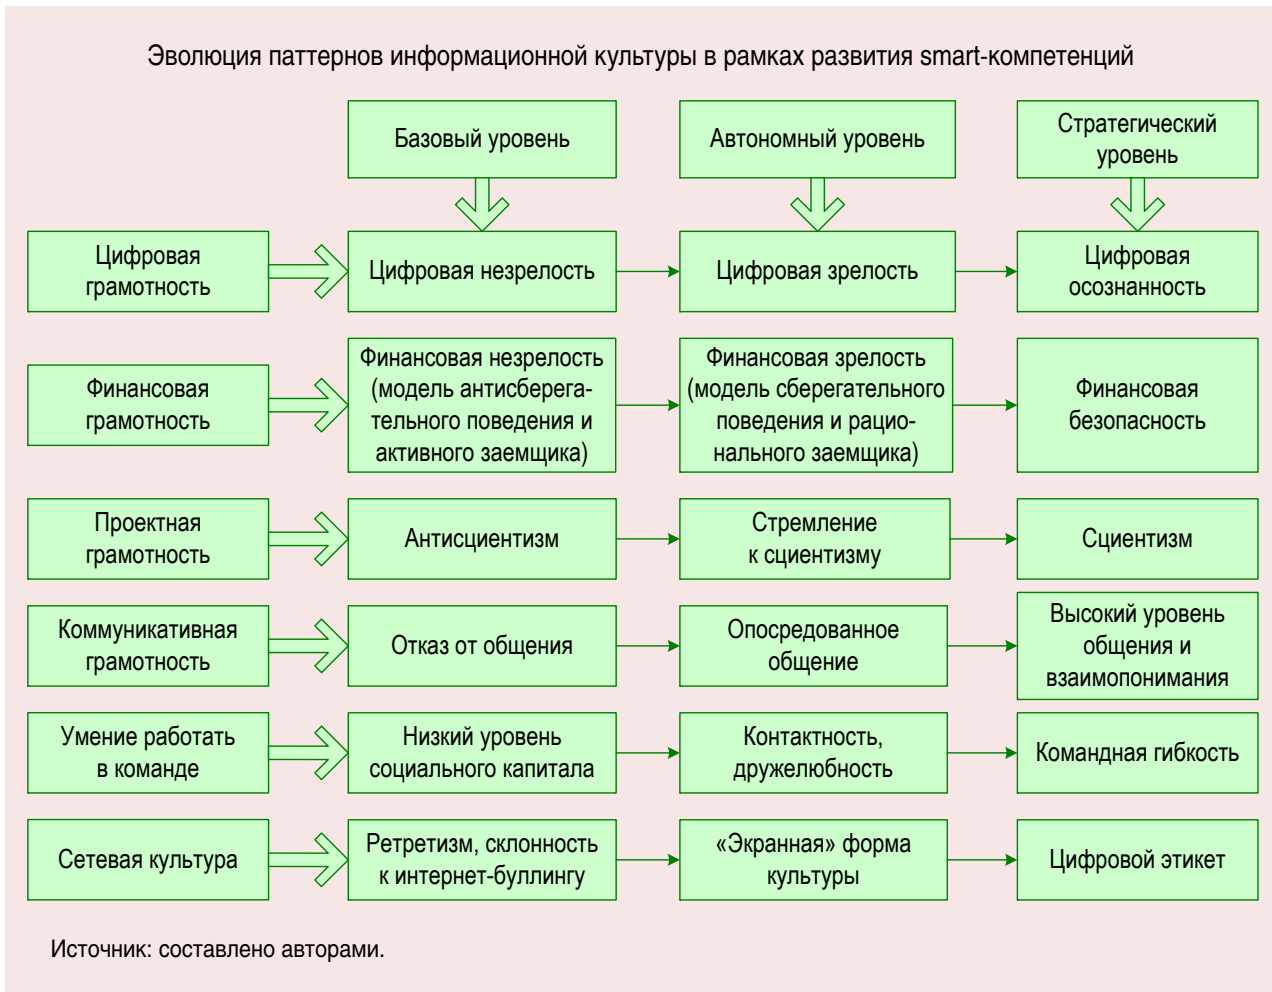 Эволюция паттернов информационной культуры в рамках развития smart-компетенций
Базовый уровень
Автономный уровень
Стратегический
уровень
Цифровая
грамотность
Цифровая незрелость
Цифровая зрелость
Цифровая
осознанность
Финансовая
грамотность
Финансовая незрелость
(модель антисберега-
тельного поведения и
активного заемщика)
Финансовая зрелость
(модель сберегательного
поведения и рацио-
нального заемщика)
Финансовая
безопасность
Проектная
грамотность
Антисциентизм
Стремление
к сциентизму
Сциентизм
Коммуникативная
грамотность
Отказ от общения
Опосредованное
общение
Высокий уровень
общения и
взаимопонимания
Умение работать
в команде
Низкий уровень
социального капитала
Контактность,
дружелюбность
Командная гибкость
Сетевая культура
Ретретизм, склонность
к интернет-буллингу
«Экранная» форма
культуры
Цифровой этикет
Источник: составлено авторами.